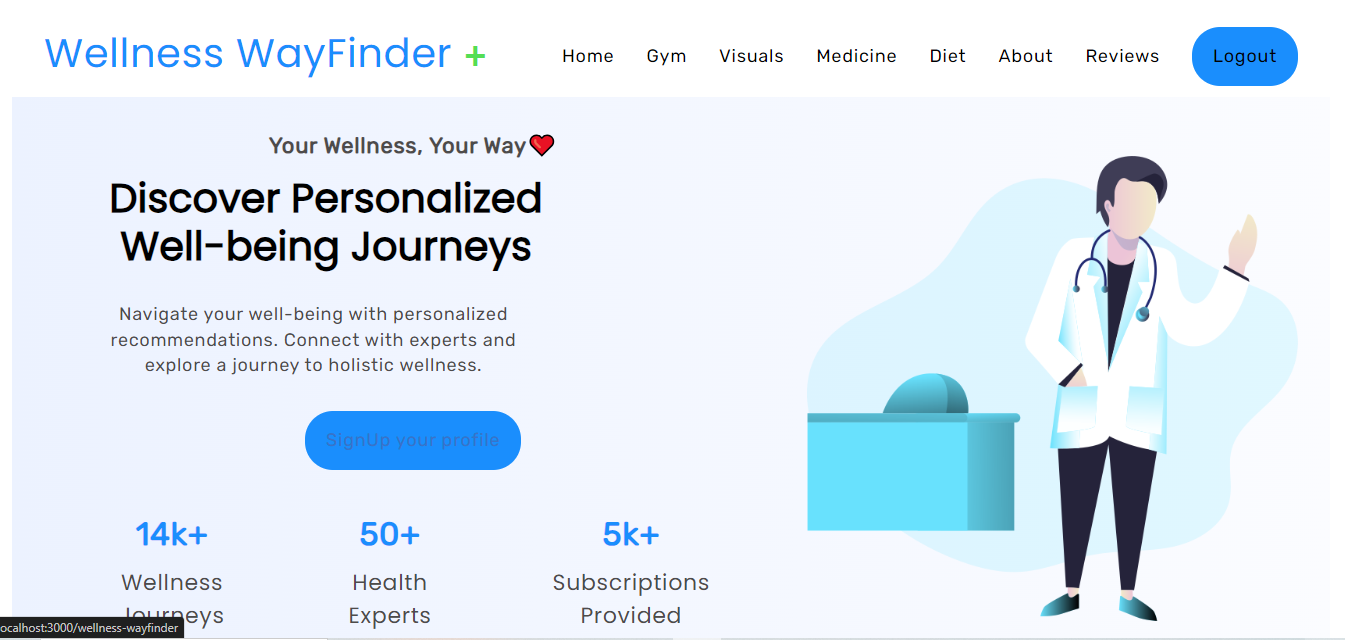 Wellness WayFinder +
Home Gym Visuals Medicine Diet About Reviews Logout
Your Wellness, Your Way
Discover Personalized
Well-being Journeys
Navigate your well-being with personalized
recommendations. Connect with experts and
explore a journey to holistic wellness.
SignUp your profile
14k+ 50+ 5k+
Wellness Health Subscriptions
Journeys Experts Provided
ocalhost:3000/wellness-wayfinder